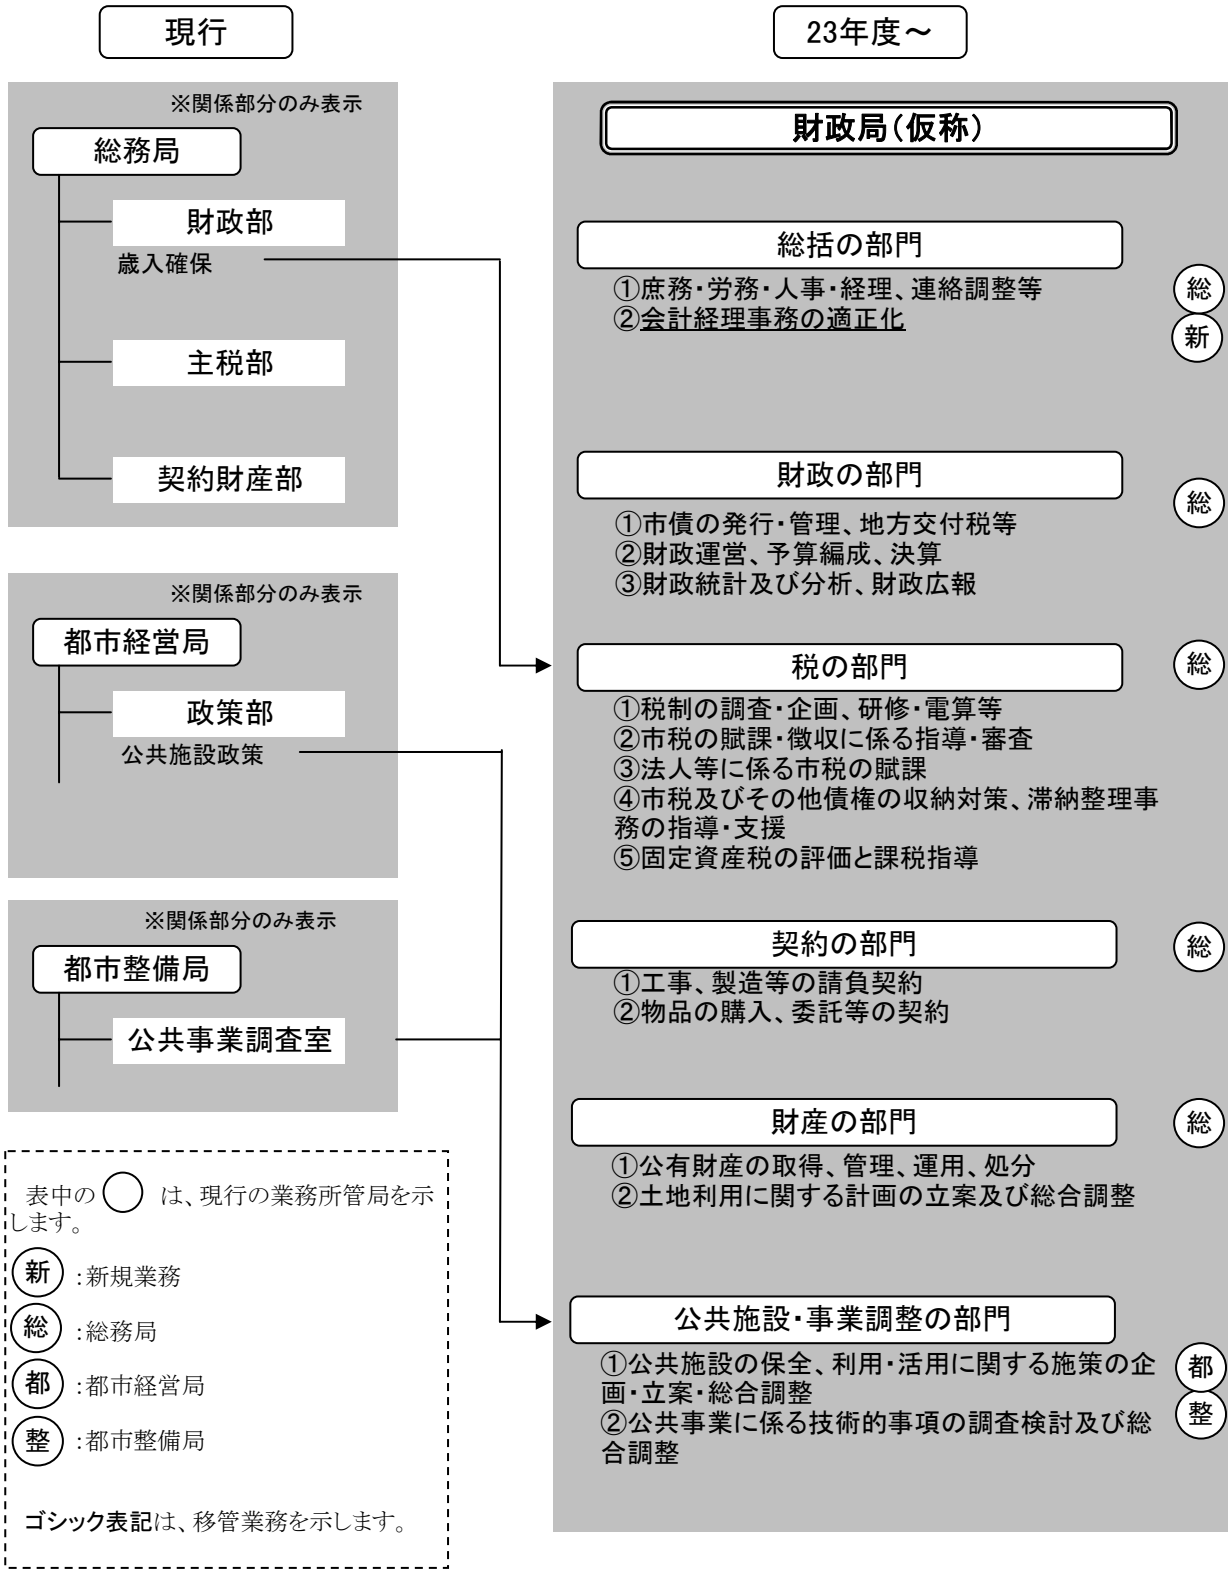 現行
※関係部分のみ表示
総務局
財政部
歳入確保
主税部
契約財産部
※関係部分のみ表示
都市経営局
政策部
公共施設政策
※関係部分のみ表示
都市整備局
公共事業調査室
表中の○は、現行の業務所管局を示
します。
新：新規業務
総：総務局
都：都市経営局
整：都市整備局
ゴシック表記は、移管業務を示します。
23年度～
財政局（仮称）
総括の部門
①庶務・労務・人事・経理、連絡調整等
総
②会計経理事務の適正化
新
財政の部門
総
①市債の発行・管理、地方交付税等
②財政運営、予算編成、決算
③財政統計及び分析、財政広報
税の部門
総
①税制の調査・企画、研修・電算等
②市税の賦課・徴収に係る指導・審査
③法人等に係る市税の賦課
④市税及びその他債権の収納対策、滞納整理事
務の指導・支援
⑤固定資産税の評価と課税指導
契約の部門
総
①工事、製造等の請負契約
②物品の購入、委託等の契約
財産の部門
総
①公有財産の取得、管理、運用、処分
②土地利用に関する計画の立案及び総合調整
公共施設・事業調整の部門
①公共施設の保全、利用・活用に関する施策の企
画・立案・総合調整
都
②公共事業に係る技術的事項の調査検討及び総
合調整
整